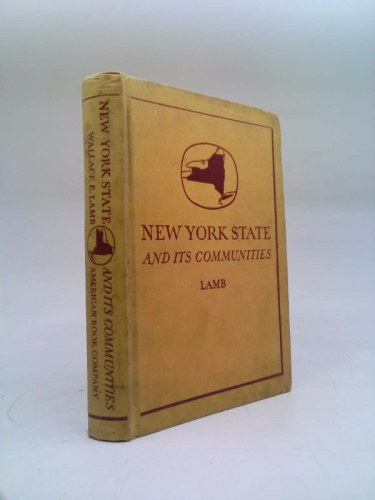 NEW YORK STATE
AND ITS COMMUNITIES
WALLACE E. LAMB
AMERICAN BOOK COMPANY
NEW YORK STATE
AND ITS COMMUNITIES
LAMB